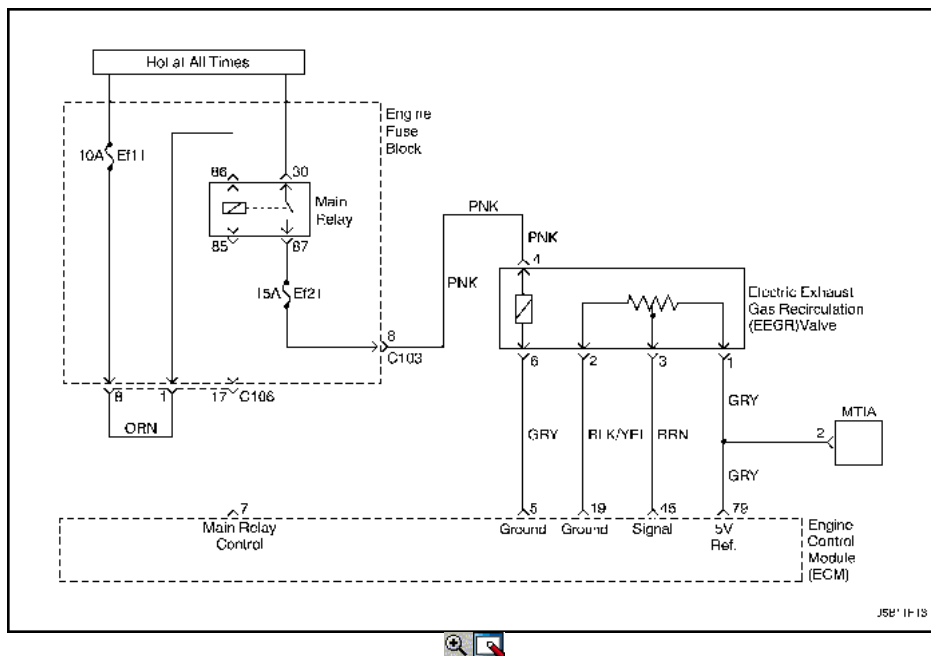 Hot at All Times
Engine
Fuse
Block
10A Ef11
86 30
Main
Relay
85 87
15A Ef21
PNK
PNK
PNK
4
Electric Exhaust
Gas Recirculation
(EEGR)Valve
8
C103
6 2 3 1
8 1 17 C106
ORN
GRY BLK/YEL BRN
GRY
MTIA
2
GRY
7 5 19 45 79
Main Relay
Control
Ground Ground Signal 5V
Ref.
Engine
Control
Module
(ECM)